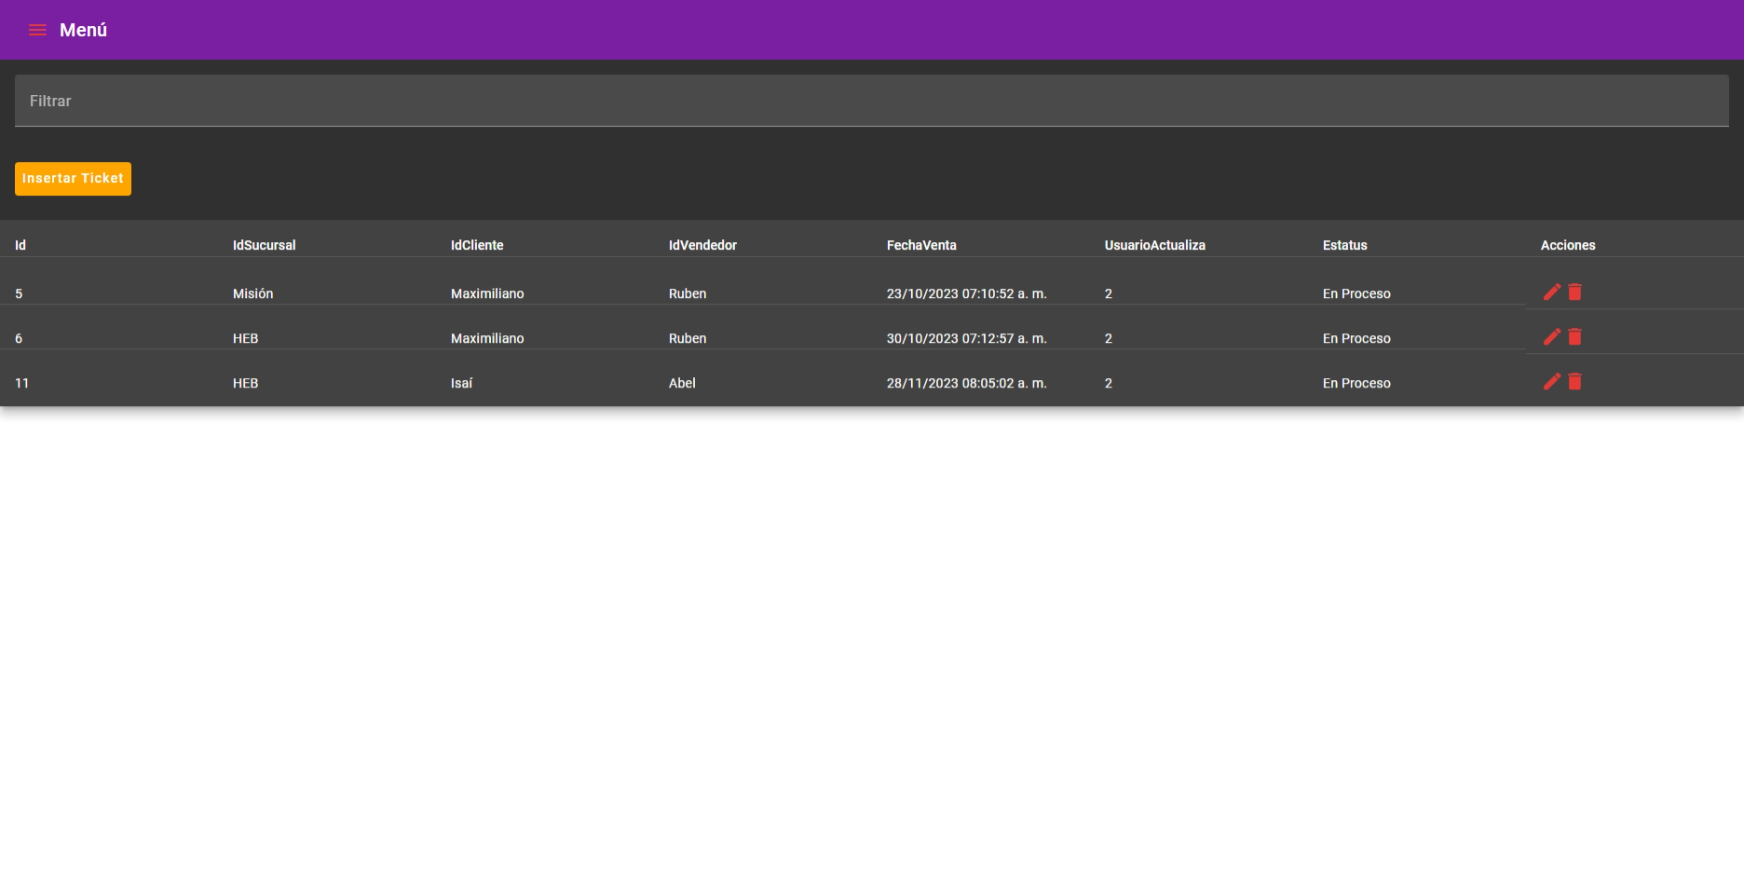 Menú
Filtrar
Insertar Ticket
Id IdSucursal IdCliente IdVendedor FechaVenta UsuarioActualiza Estatus Acciones
5 Misión Maximiliano Ruben 23/10/2023 07:10:52 a. m. 2 En Proceso
6 HEB Maximiliano Ruben 30/10/2023 07:12:57 a. m. 2 En Proceso
11 HEB Isaí Abel 28/11/2023 08:05:02 a. m. 2 En Proceso